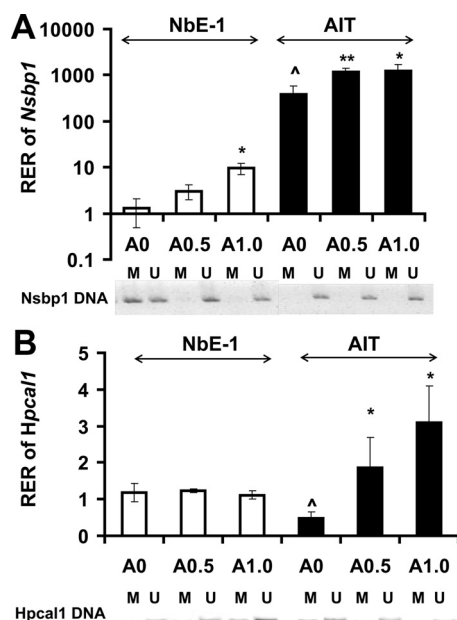 A
NbE-1 AIT
RER of Nsbp1
10000
1000
100
10
1
0.1
^ ** *
*
A0 A0.5 A1.0 A0 A0.5 A1.0
M U M U M U M U M U M U
Nsbp1 DNA
B
NbE-1 AIT
RER of Hpcal1
5
4
3
2
1
0
*
*
^
A0 A0.5 A1.0 A0 A0.5 A1.0
M U M U M U M U M U M U
Hpcal1 DNA